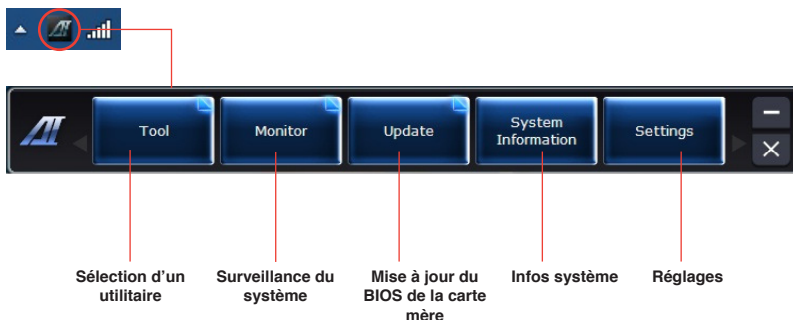 Tool
Monitor
Update
System
Information
Settings
Sélection d'un
utilitaire
Surveillance du
système
Mise à jour du
BIOS de la carte
mère
Infos système
Réglages